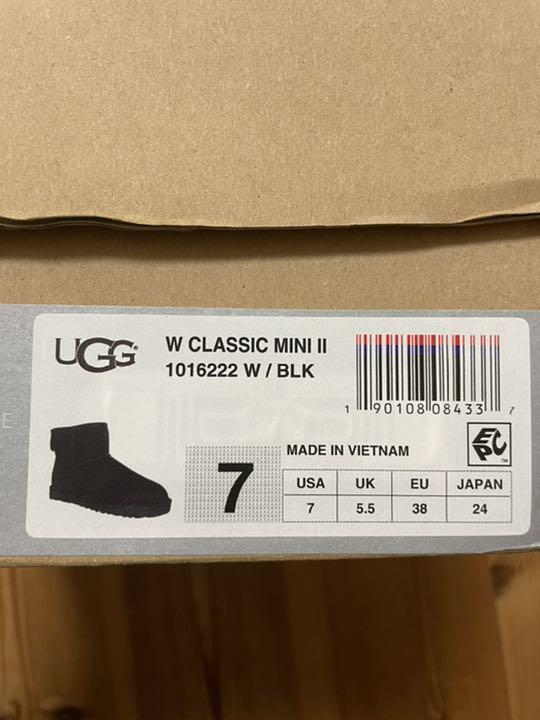 UGG®
W CLASSIC MINI II
1016222 W / BLK
1 90108 08433 7
EPC™
MADE IN VIETNAM
7
USA UK EU JAPAN
7 5.5 38 24
E